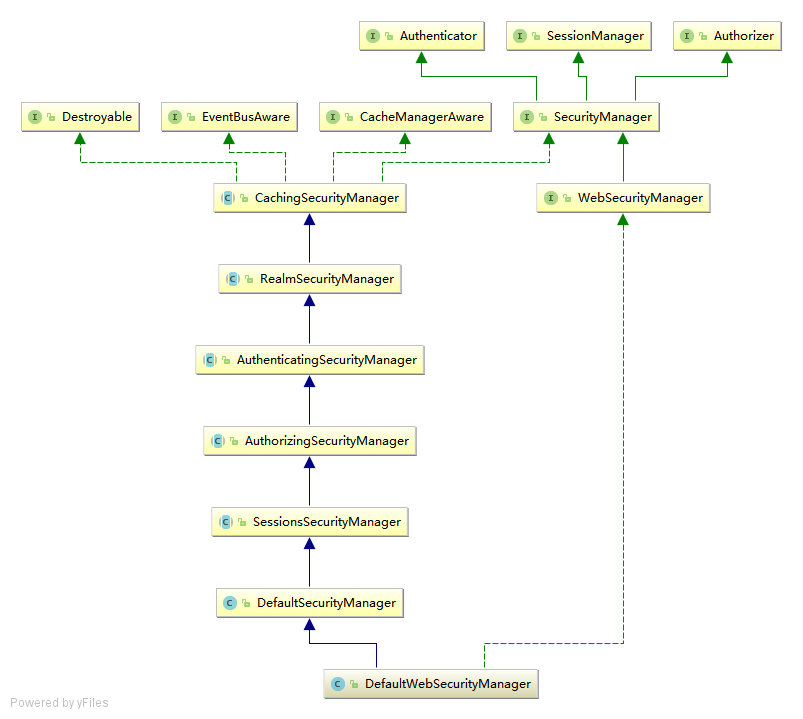 Authenticator
SessionManager
Authorizer
Destroyable
EventBusAware
CacheManagerAware
SecurityManager
CachingSecurityManager
WebSecurityManager
RealmSecurityManager
AuthenticatingSecurityManager
AuthorizingSecurityManager
SessionsSecurityManager
DefaultSecurityManager
DefaultWebSecurityManager
Powered by yFiles